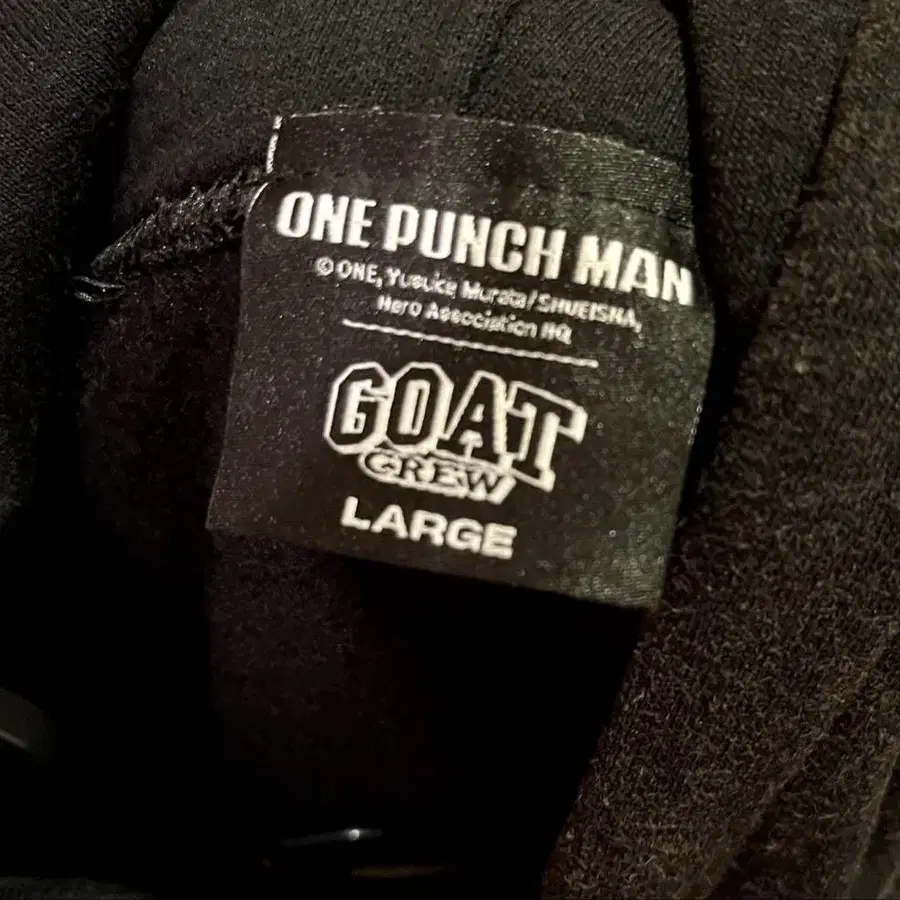 ONE PUNCH MAN
© ONE, Yusuke Murata/SHUEISHA,
Hero Association HQ
GOAT
CREW
LARGE